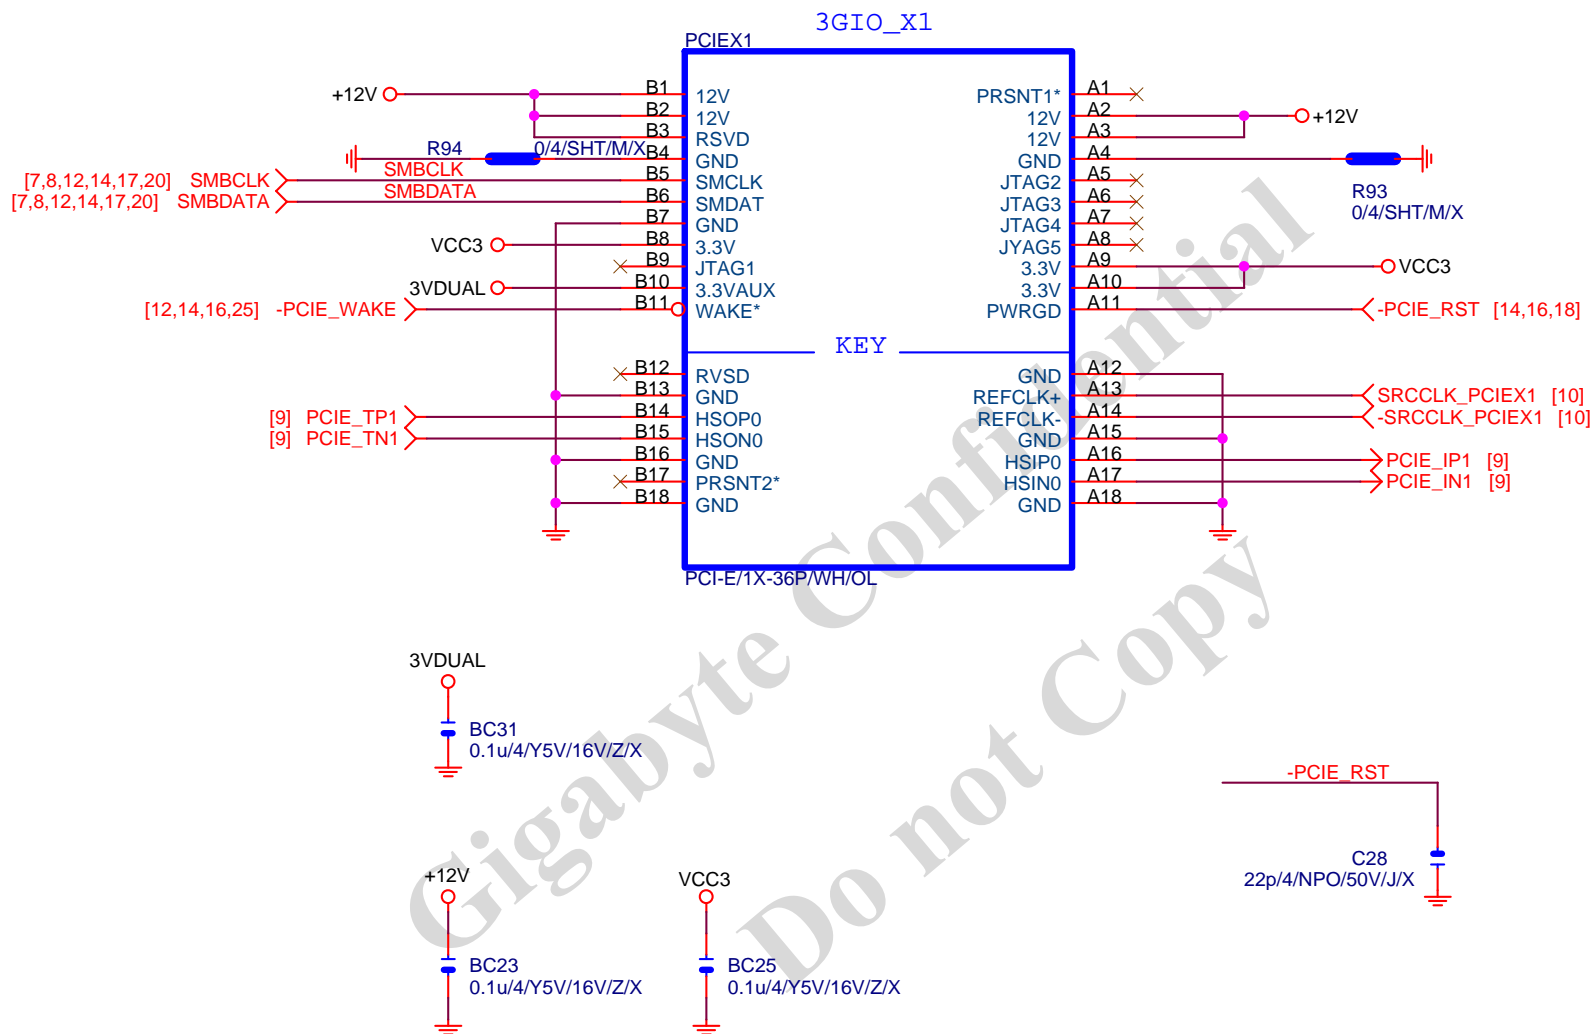 3GIO_X1
PCIEX1
+12V B1 12V PRSNT1* A1
B2 12V 12V A2 +12V
B3 RSVD 12V A3
R94 0/4/SHT/M/X B4 GND GND A4
[7,8,12,14,17,20] SMBCLK SMBCLK B5 SMCLK JTAG2 A5 R93
[7,8,12,14,17,20] SMBDATA SMBDATA B6 SMDAT JTAG3 A6 0/4/SHT/M/X
B7 GND JTAG4 A7
VCC3 B8 3.3V JYAG5 A8
B9 JTAG1 3.3V A9 VCC3
3VDUAL B10 3.3VAUX 3.3V A10
[12,14,16,25] -PCIE_WAKE B11 WAKE* PWRGD A11 -PCIE_RST [14,16,18]
KEY
B12 RVSD GND A12
B13 GND REFCLK+ A13 SRCCLK_PCIEX1 [10]
[9] PCIE_TP1 B14 HSOP0 REFCLK- A14 -SRCCLK_PCIEX1 [10]
[9] PCIE_TN1 B15 HSON0 GND A15
B16 GND HSIP0 A16 PCIE_IP1 [9]
B17 PRSNT2* HSIN0 A17 PCIE_IN1 [9]
B18 GND GND A18
PCI-E/1X-36P/WH/OL
3VDUAL
BC31
0.1u/4/Y5V/16V/Z/X
-PCIE_RST
C28
22p/4/NPO/50V/J/X
+12V
BC23
0.1u/4/Y5V/16V/Z/X
VCC3
BC25
0.1u/4/Y5V/16V/Z/X
Gigabyte Confidential
Do not Copy